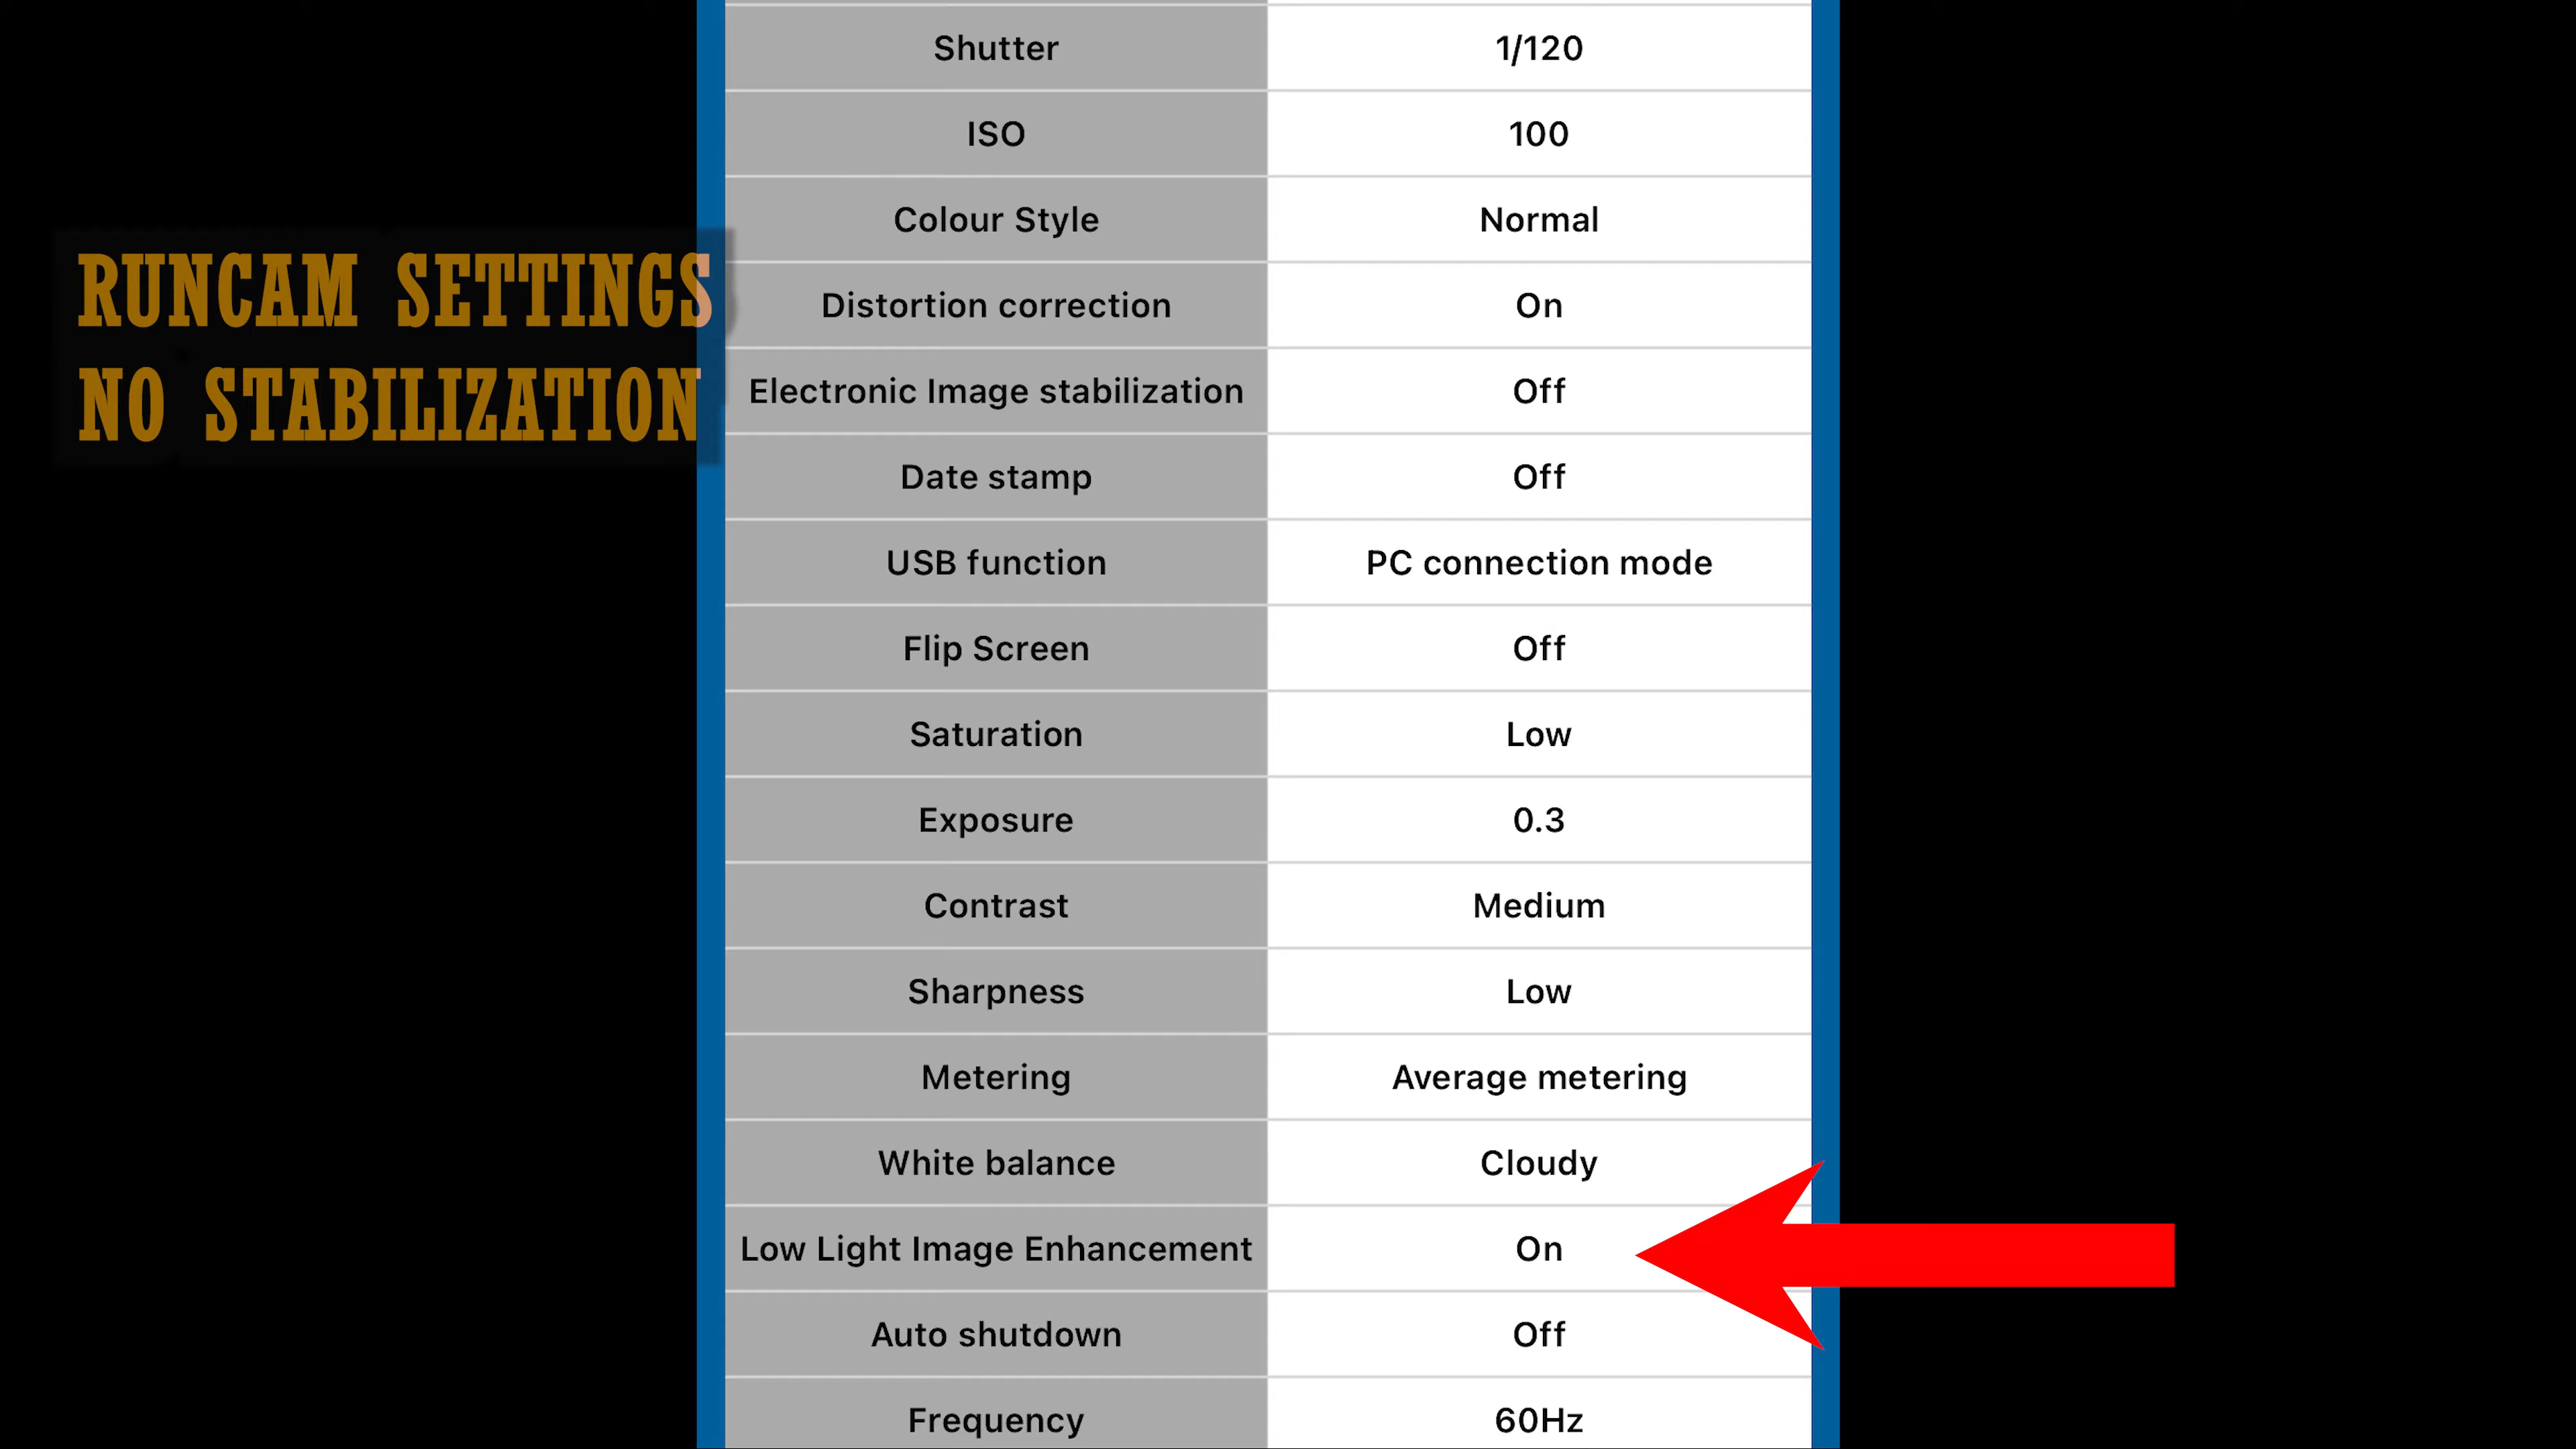 RUNCAM SETTINGS
NO STABILIZATION
Shutter 1/120
ISO 100
Colour Style Normal
Distortion correction On
Electronic Image stabilization Off
Date stamp Off
USB function PC connection mode
Flip Screen Off
Saturation Low
Exposure 0.3
Contrast Medium
Sharpness Low
Metering Average metering
White balance Cloudy
Low Light Image Enhancement On
Auto shutdown Off
Frequency 60Hz